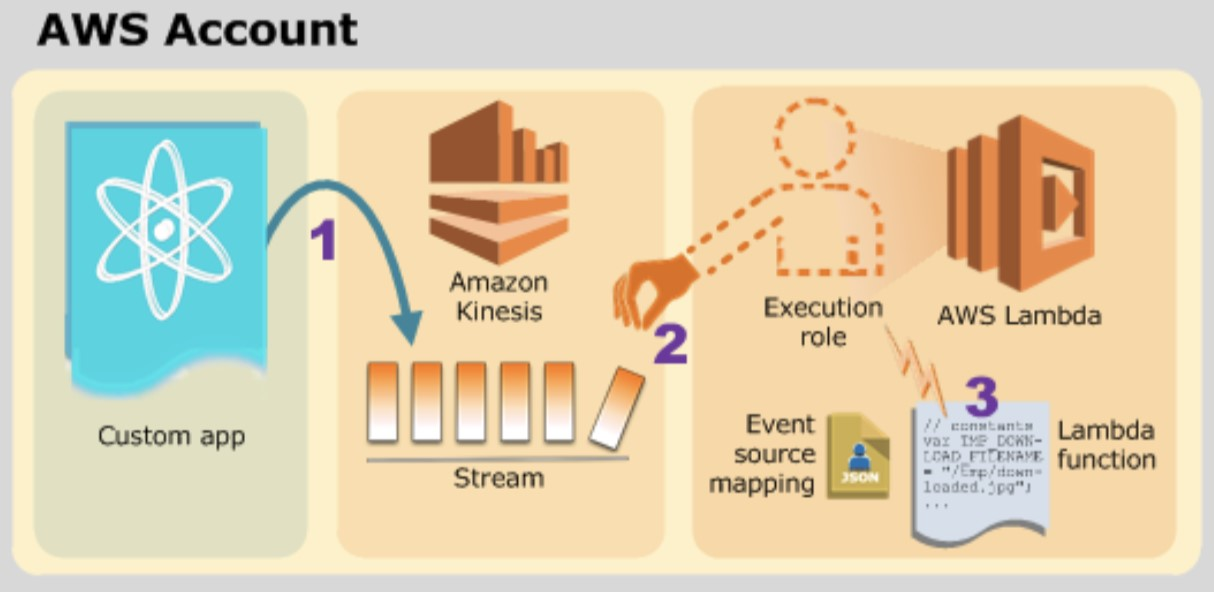 AWS Account
1
Amazon
Kinesis
2
Execution
role
AWS Lambda
3
Custom app
Stream
Event
source
mapping
JSON
// constants
var TMP_DOWN-
LOAD_FILENAME
= "/tmp/down-
loaded.jpg";
...
Lambda
function